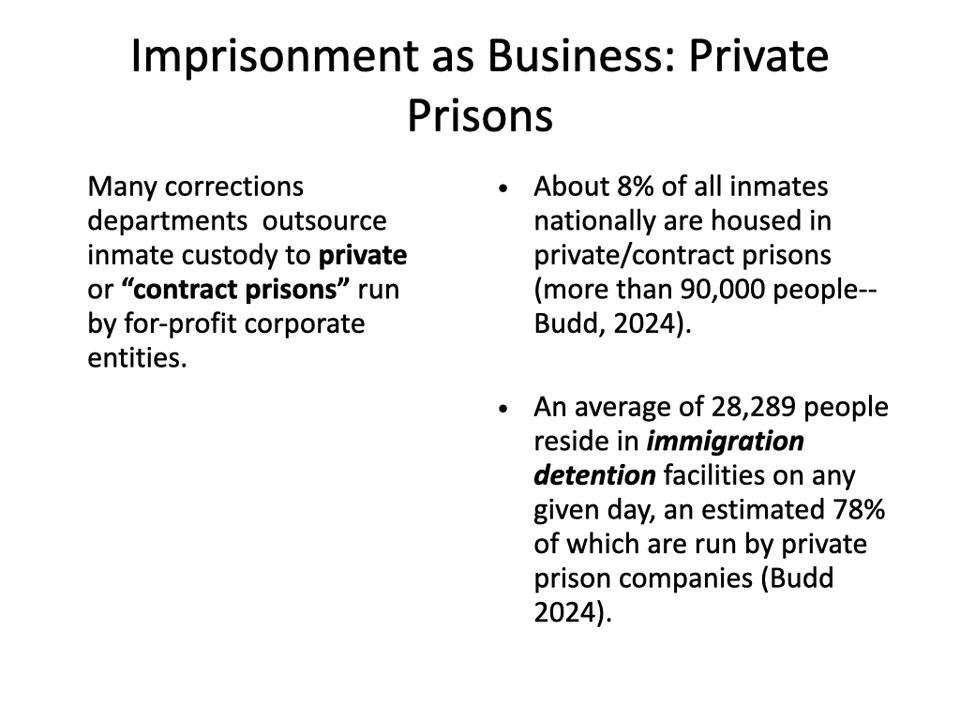 Imprisonment as Business: Private
Prisons
Many corrections
departments  outsource
inmate custody to private
or “contract prisons” run
by for-profit corporate
entities.
• About 8% of all inmates
nationally are housed in
private/contract prisons
(more than 90,000 people--
Budd, 2024).
• An average of 28,289 people
reside in immigration
detention facilities on any
given day, an estimated 78%
of which are run by private
prison companies (Budd
2024).